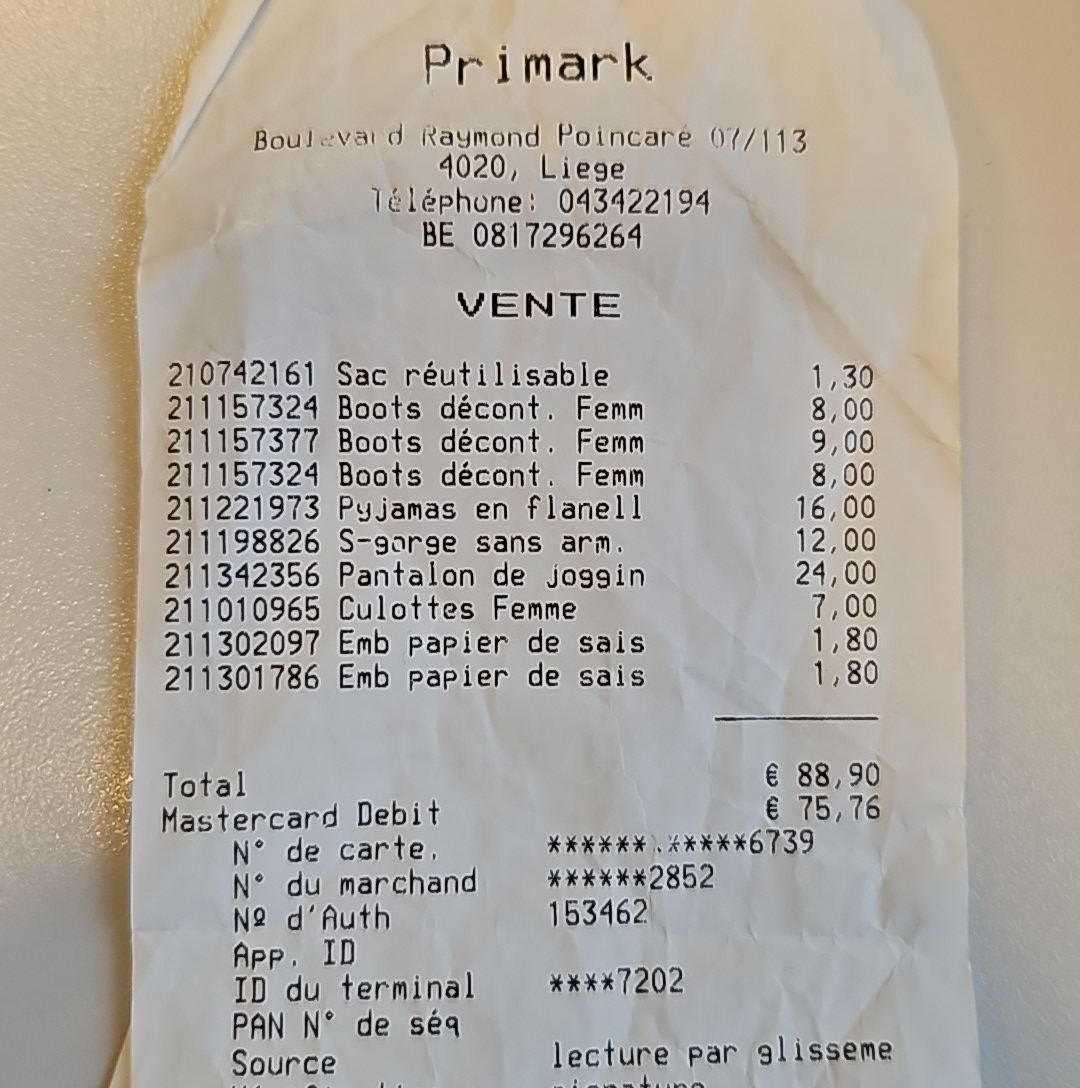 Primark
Boulevard Raymond Poincaré 07/113
4020, Liege
Téléphone: 043422194
BE 0817296264
VENTE
210742161 Sac réutilisable 1,30
211157324 Boots décont. Femm 8,00
211157377 Boots décont. Femm 9,00
211157324 Boots décont. Femm 8,00
211221973 Pyjamas en flanell 16,00
211198826 S-gorge sans arm. 12,00
211342356 Pantalon de joggin 24,00
211010965 Culottes Femme 7,00
211302097 Emb papier de sais 1,80
211301786 Emb papier de sais 1,80
Total € 88,90
Mastercard Debit € 75,76
N° de carte. ************6739
N° du marchand ******2852
Nº d'Auth 153462
App. ID
ID du terminal ****7202
PAN N° de séq
Source lecture par glisseme